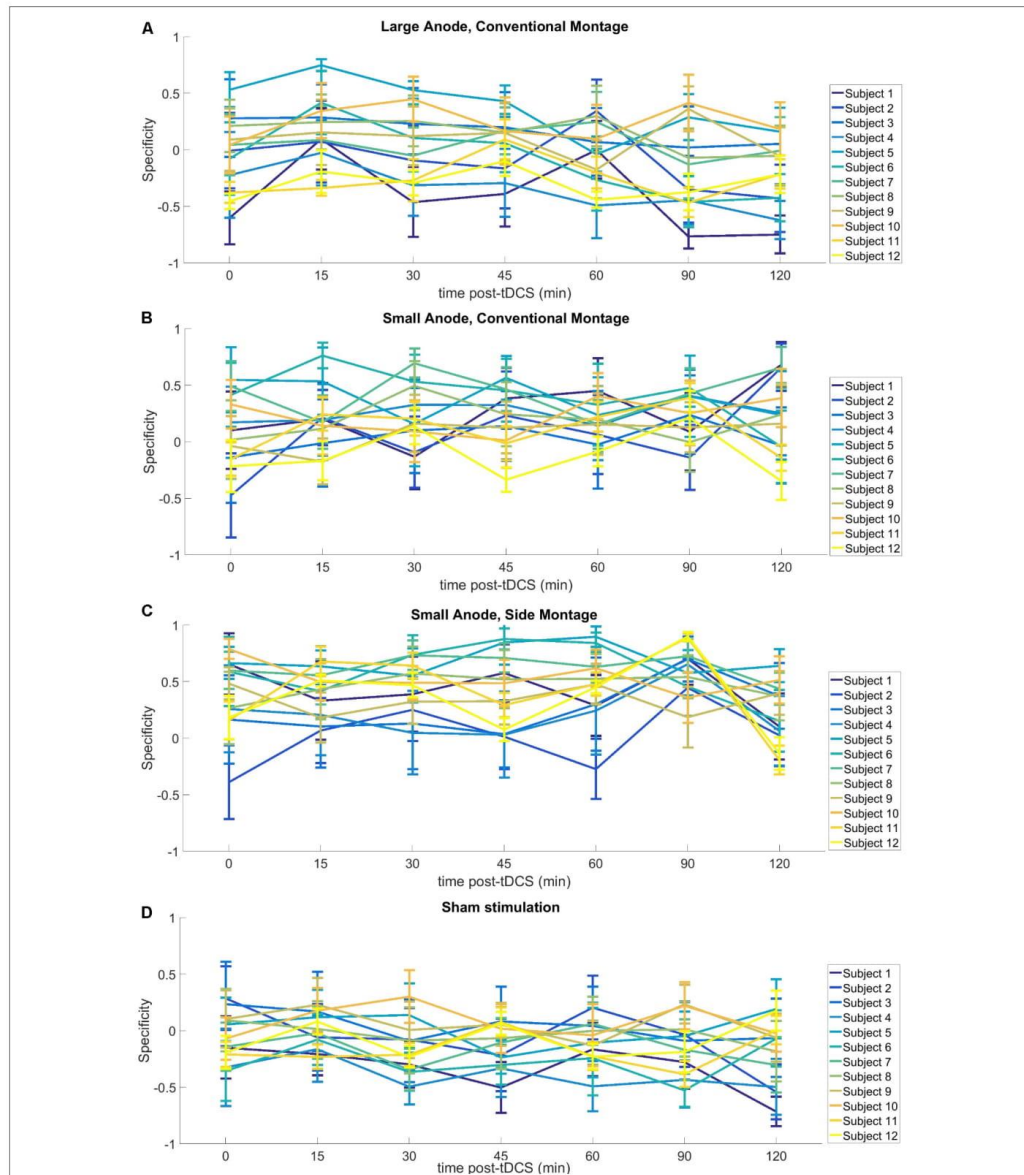 A
Large Anode, Conventional Montage
1
0.5
0
-0.5
-1
Specificity
0 15 30 45 60 90 120
time post-tDCS (min)
Subject 1
Subject 2
Subject 3
Subject 4
Subject 5
Subject 6
Subject 7
Subject 8
Subject 9
Subject 10
Subject 11
Subject 12
B
Small Anode, Conventional Montage
1
0.5
0
-0.5
-1
Specificity
0 15 30 45 60 90 120
time post-tDCS (min)
Subject 1
Subject 2
Subject 3
Subject 4
Subject 5
Subject 6
Subject 7
Subject 8
Subject 9
Subject 10
Subject 11
Subject 12
C
Small Anode, Side Montage
1
0.5
0
-0.5
-1
Specificity
0 15 30 45 60 90 120
time post-tDCS (min)
Subject 1
Subject 2
Subject 3
Subject 4
Subject 5
Subject 6
Subject 7
Subject 8
Subject 9
Subject 10
Subject 11
Subject 12
D
Sham stimulation
1
0.5
0
-0.5
-1
Specificity
0 15 30 45 60 90 120
time post-tDCS (min)
Subject 1
Subject 2
Subject 3
Subject 4
Subject 5
Subject 6
Subject 7
Subject 8
Subject 9
Subject 10
Subject 11
Subject 12